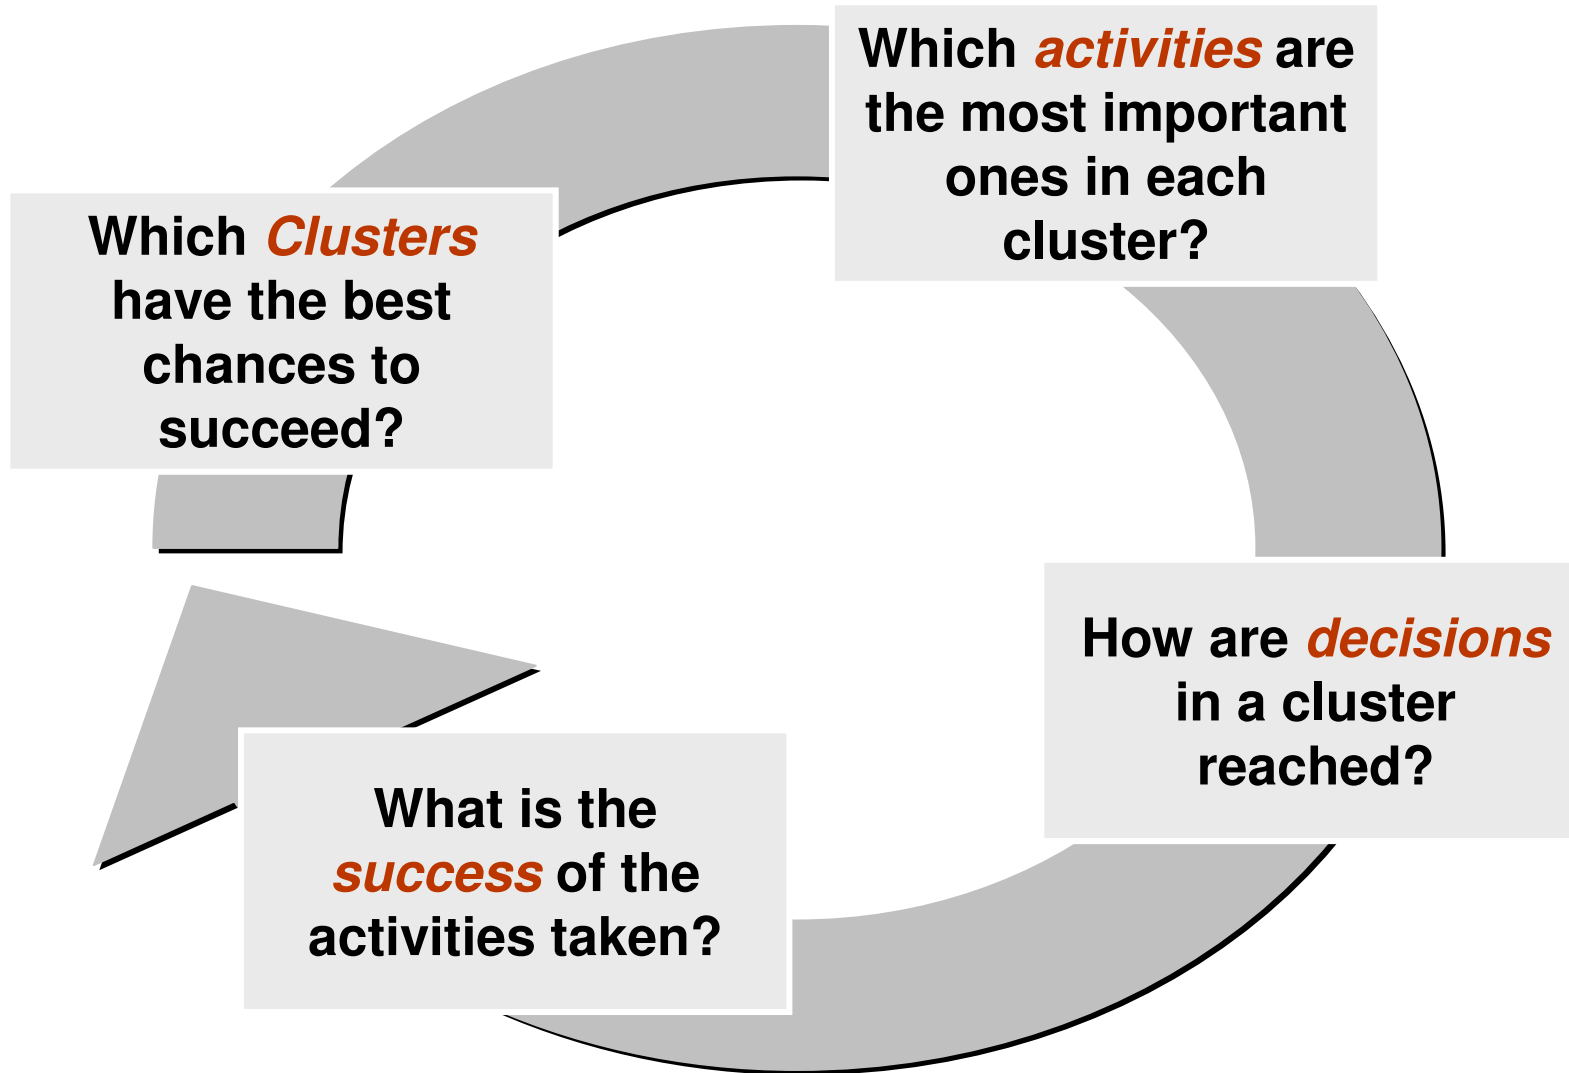 Which Clusters
have the best
chances to
succeed?
Which activities are
the most important
ones in each
cluster?
How are decisions
in a cluster
reached?
What is the
success of the
activities taken?